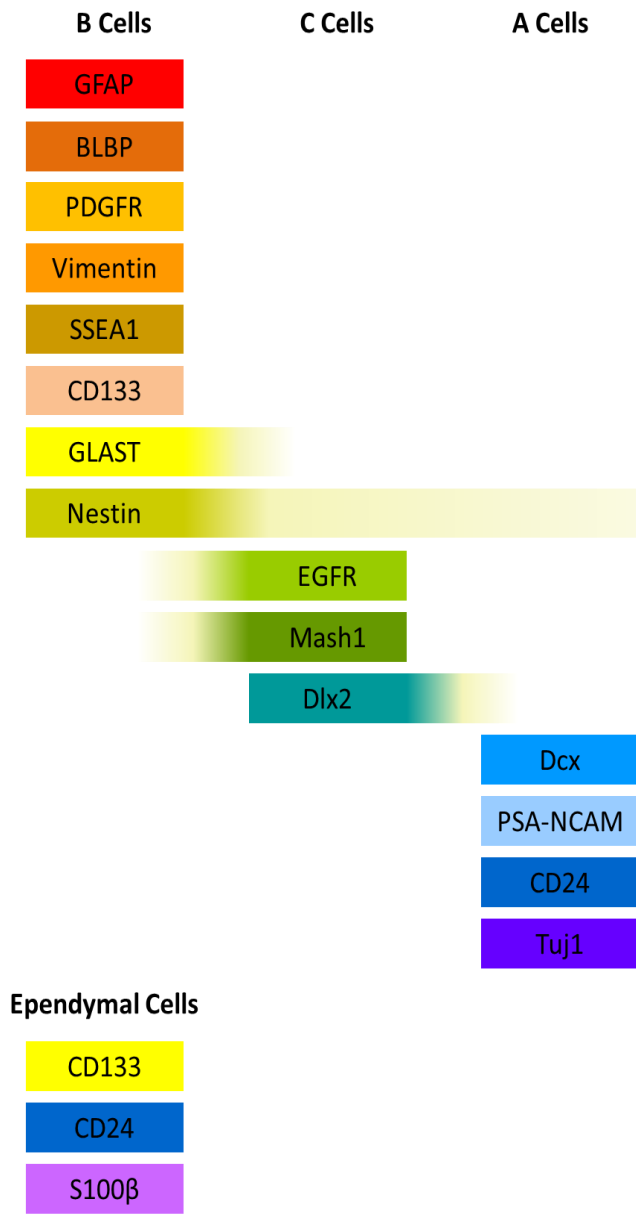 B Cells C Cells A Cells
GFAP
BLBP
PDGFR
Vimentin
SSEA1
CD133
GLAST
Nestin
EGFR
Mash1
Dlx2
Dcx
PSA-NCAM
CD24
Tuj1
Ependymal Cells
CD133
CD24
S100β